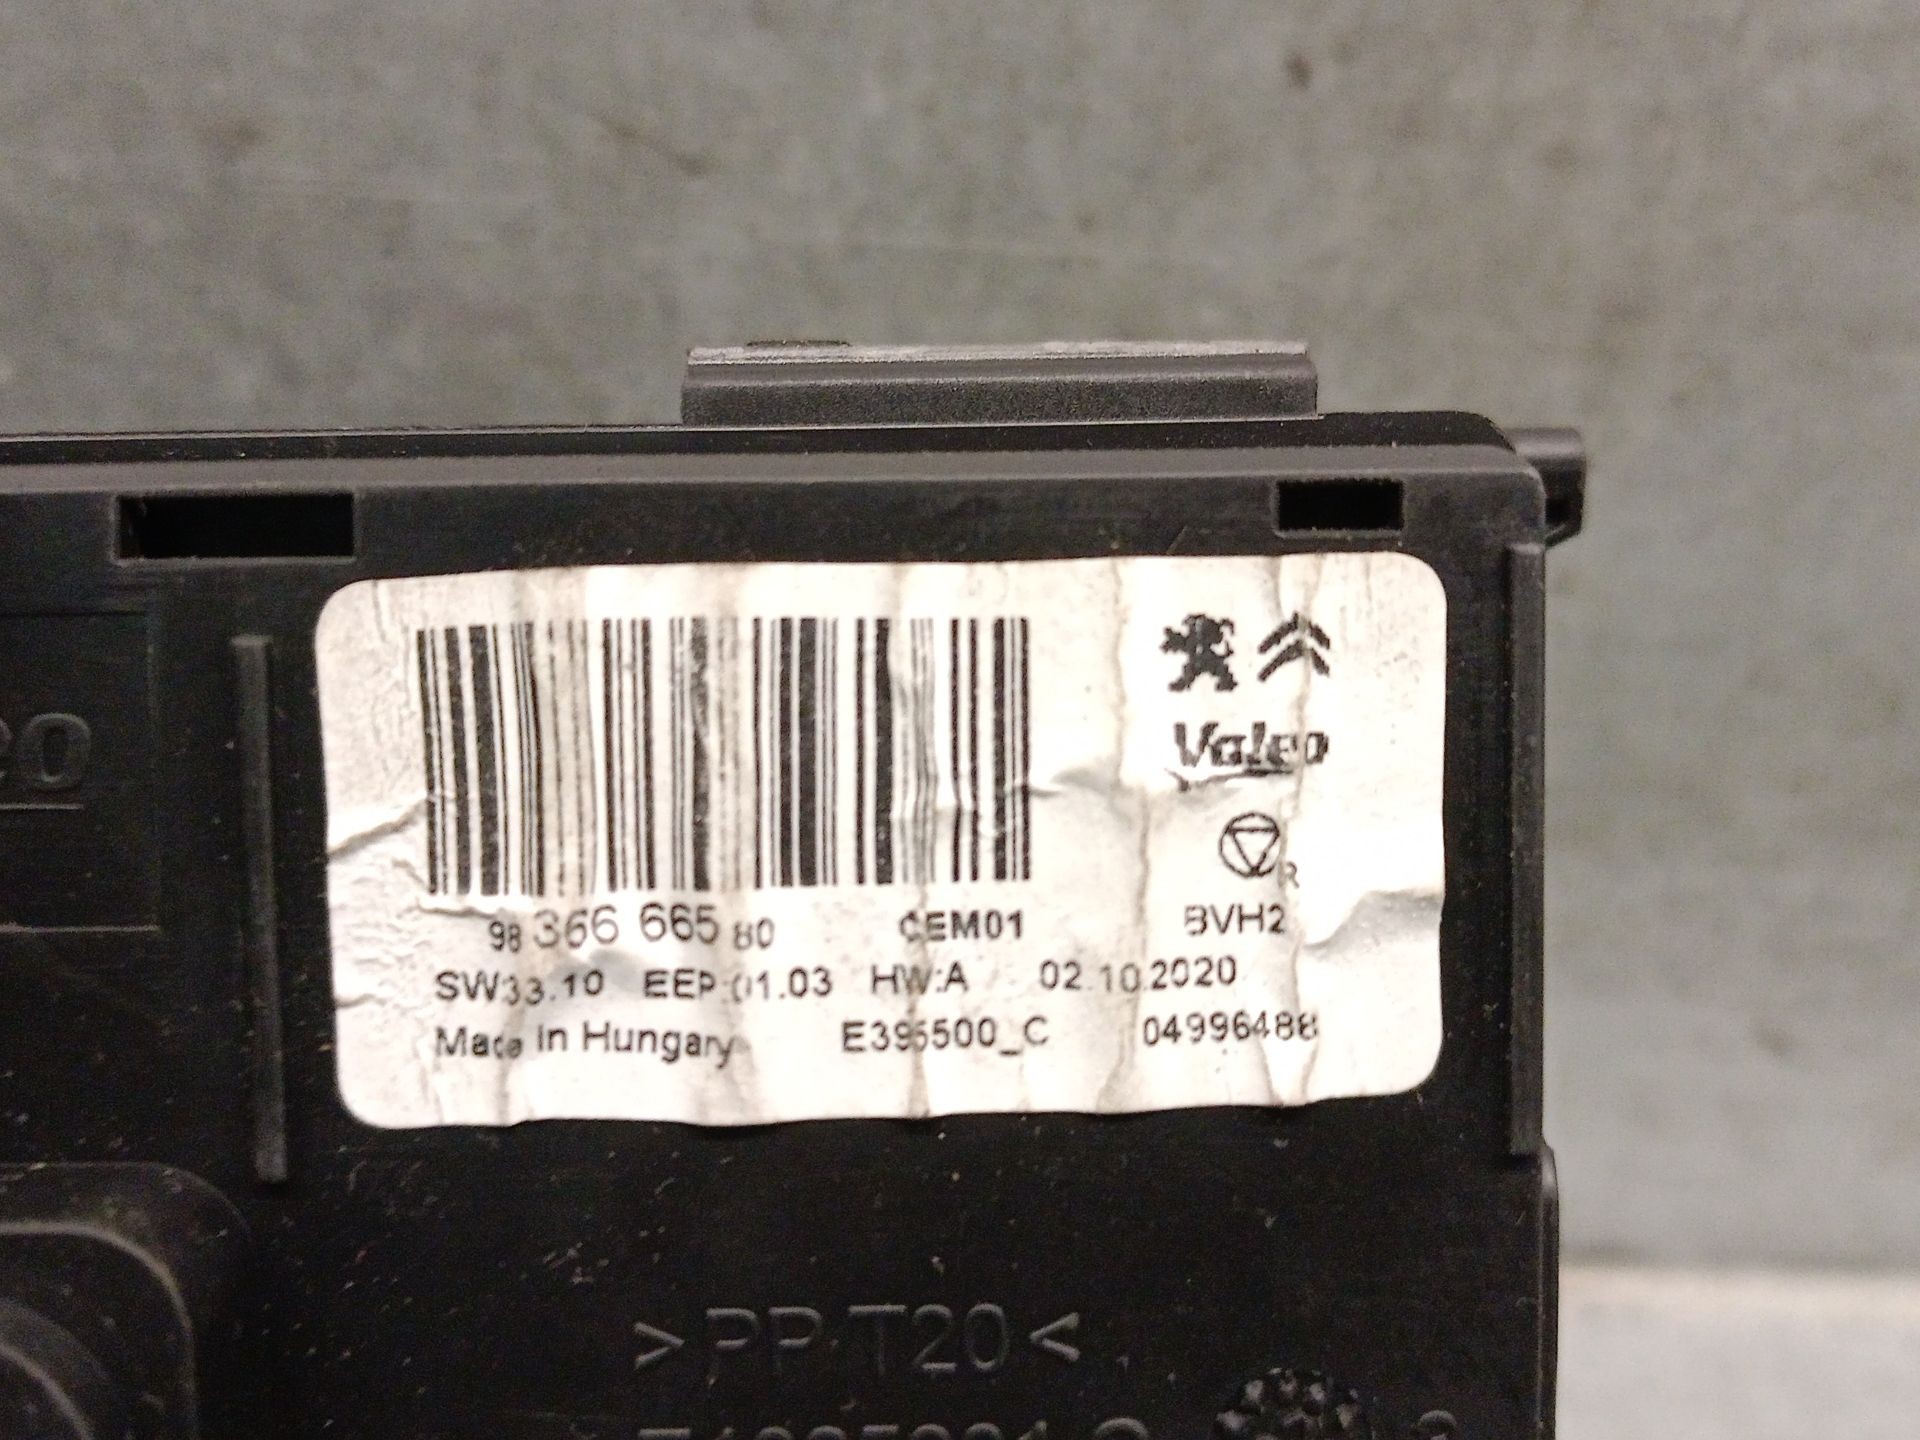 Valeo
R
98 366 665 80 CEM01 BVH2
SW33.10 EEP:01.03 HW:A 02.10.2020
Made In Hungary E395500_C 04996488
>PP T20<